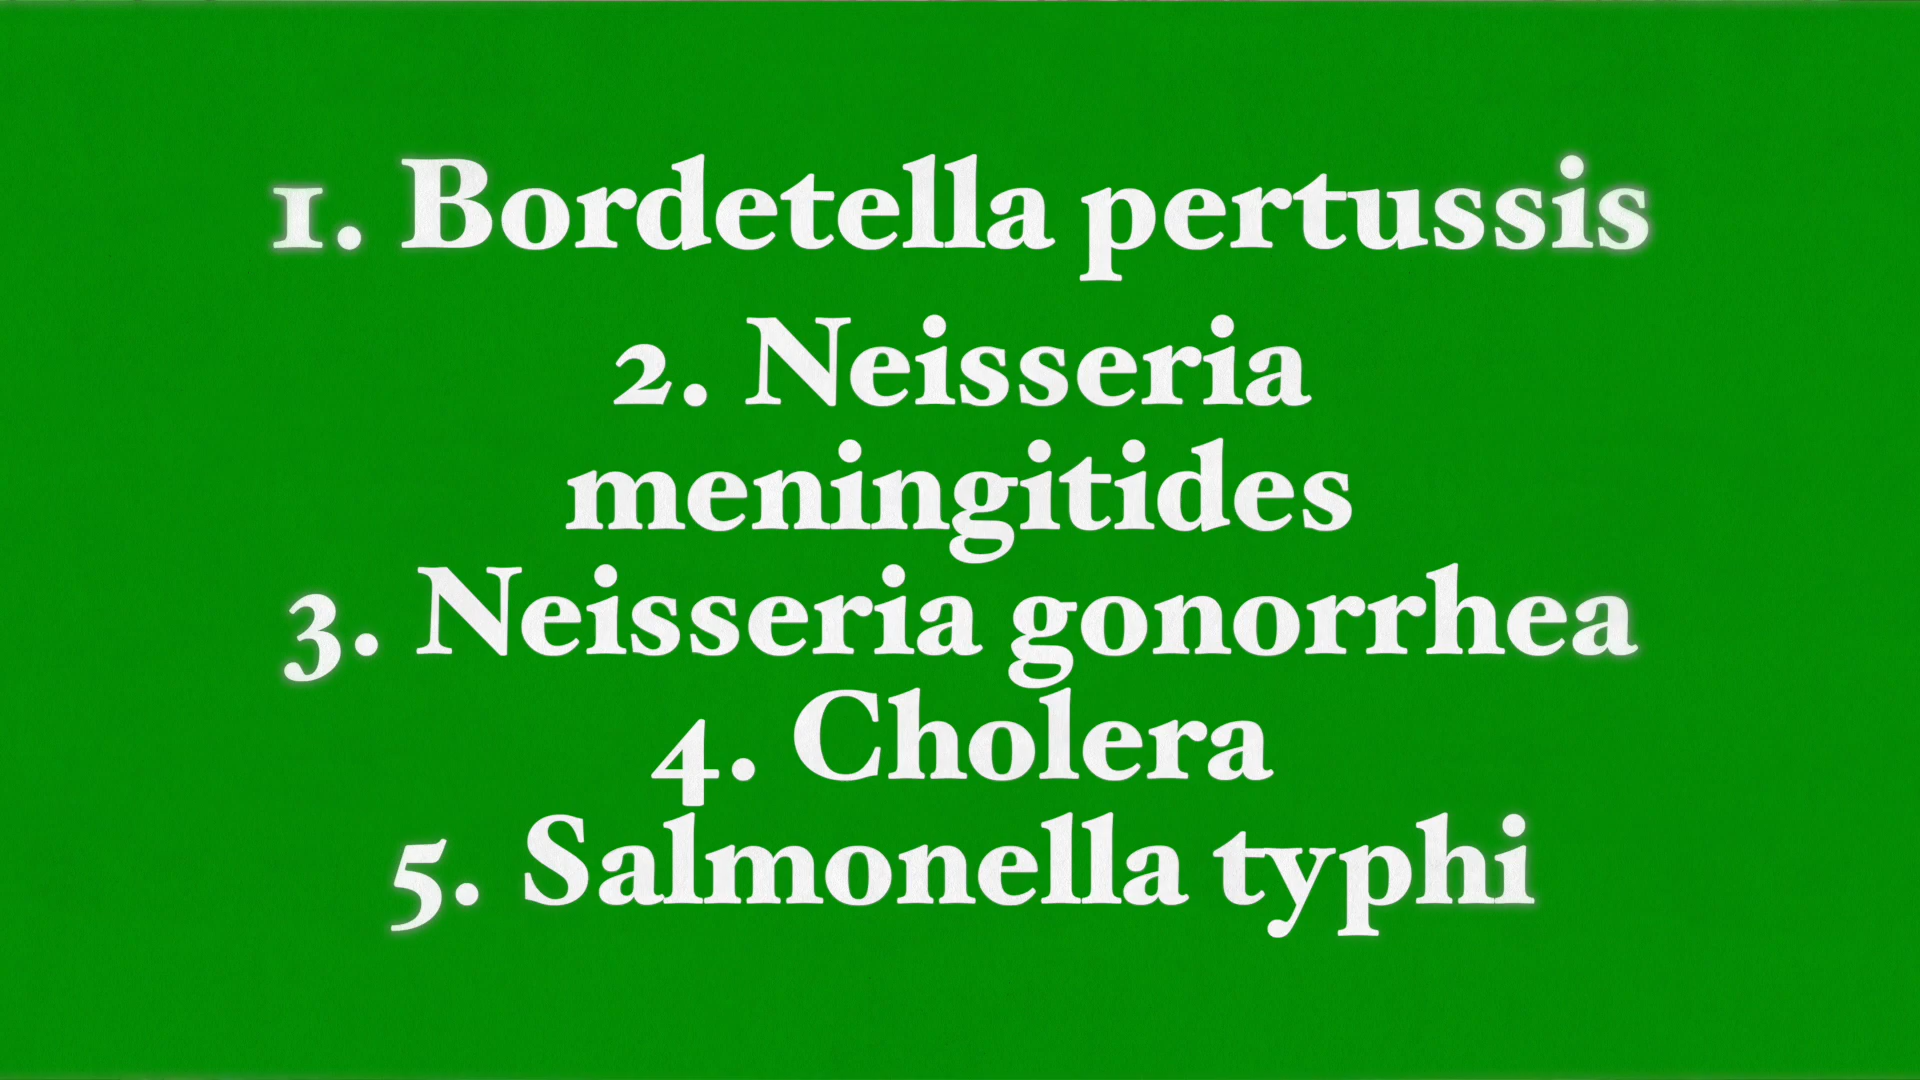 1. Bordetella pertussis
2. Neisseria
meningitides
3. Neisseria gonorrhea
4. Cholera
5. Salmonella typhi